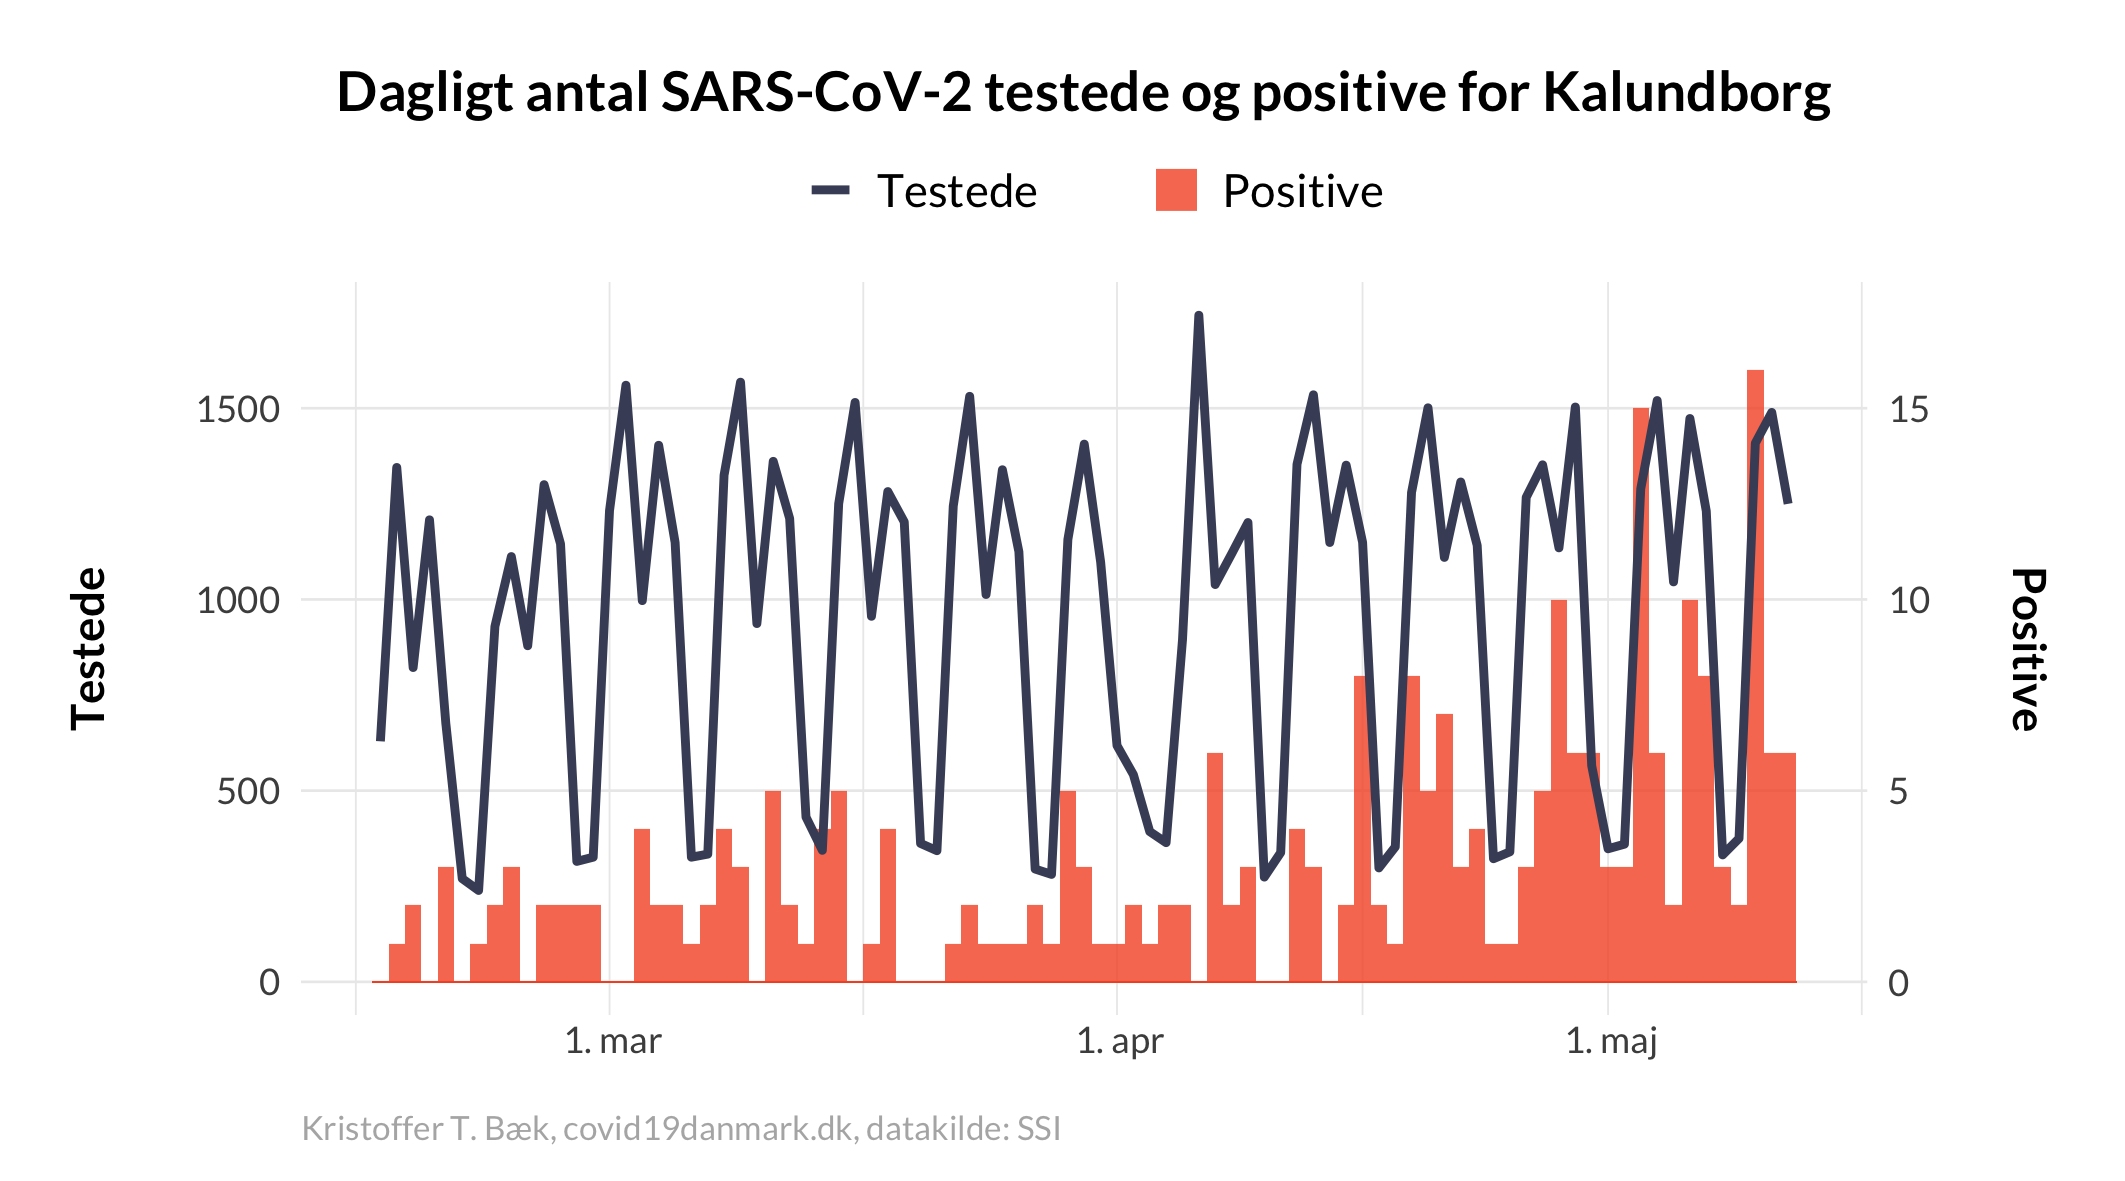 Dagligt antal SARS-CoV-2 testede og positive for Kalundborg
Testede Positive
Testede
Positive
1500 15
1000 10
500 5
0 0
1. mar 1. apr 1. maj
Kristoffer T. Bæk, covid19danmark.dk, datakilde: SSI